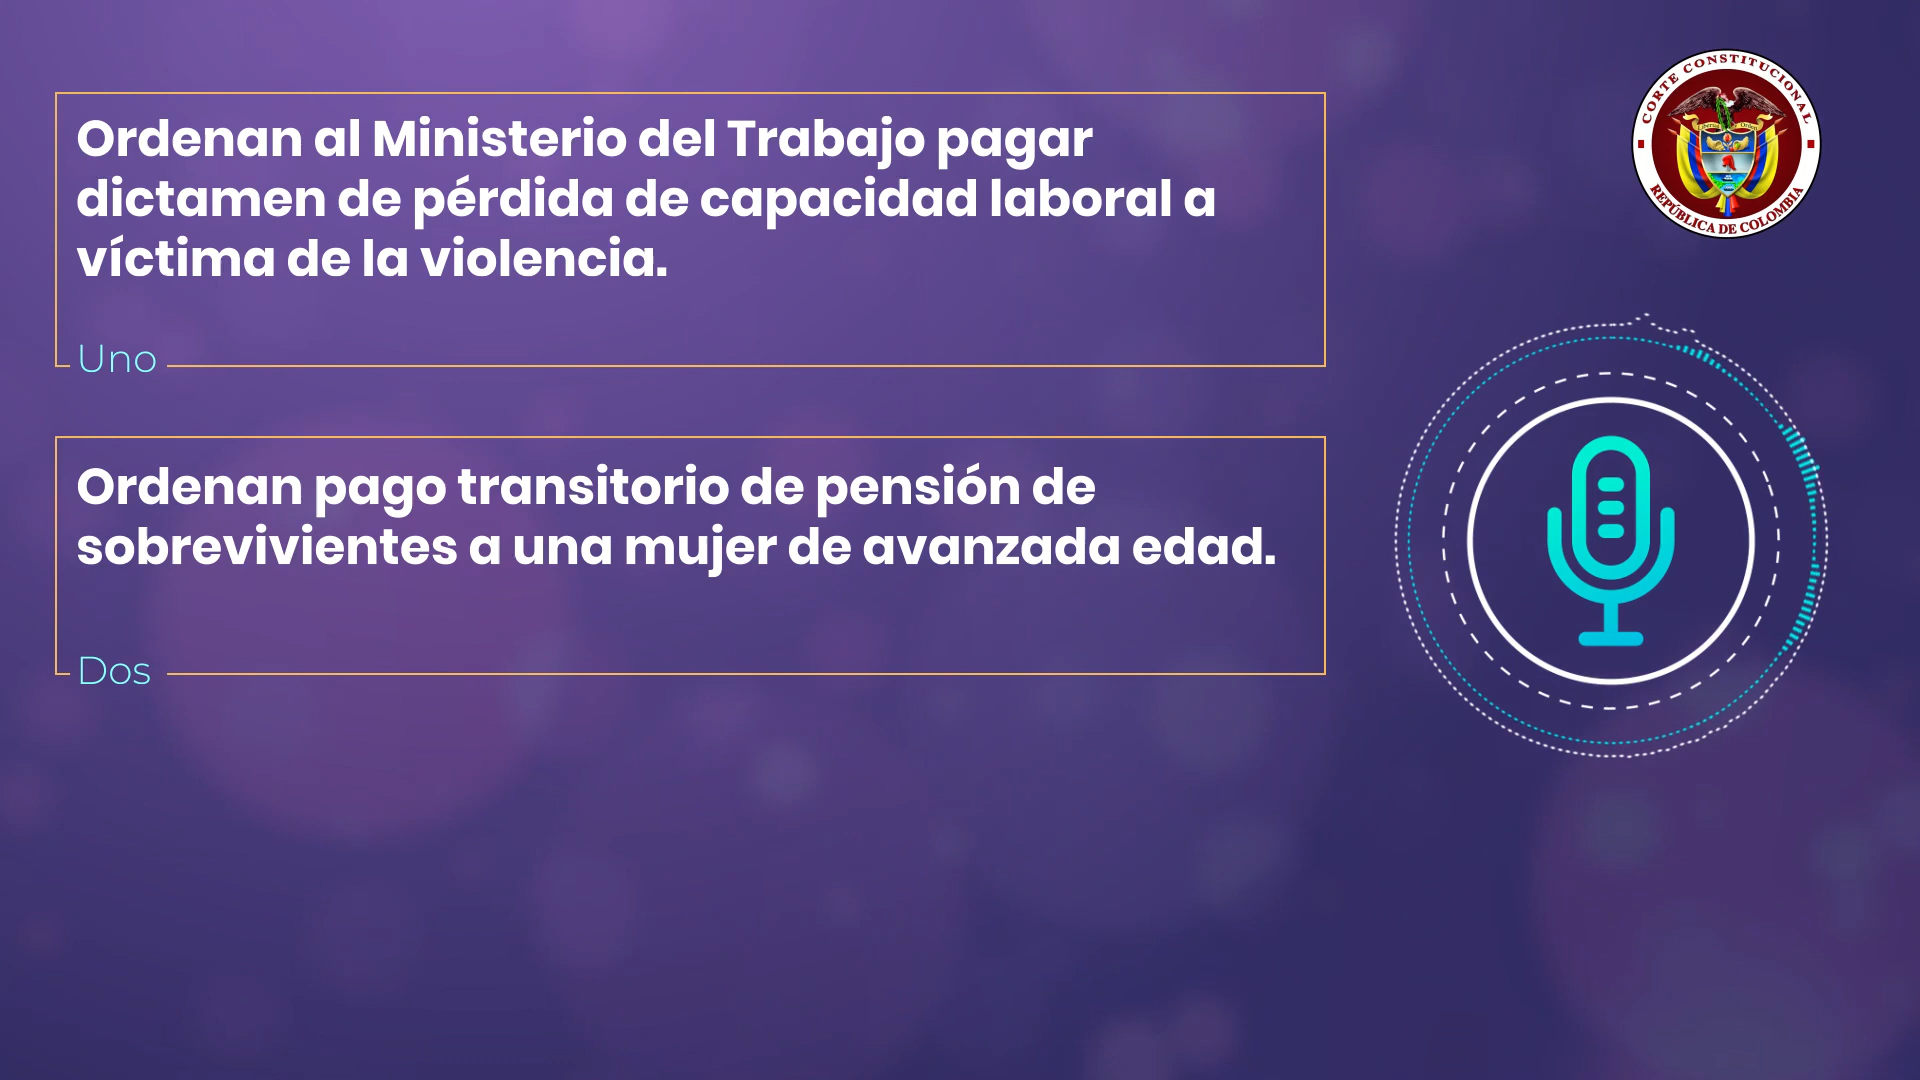 Ordenan al Ministerio del Trabajo pagar
dictamen de pérdida de capacidad laboral a
víctima de la violencia.
Uno
Ordenan pago transitorio de pensión de
sobrevivientes a una mujer de avanzada edad.
Dos
CORTE CONSTITUCIONAL
REPÚBLICA DE COLOMBIA